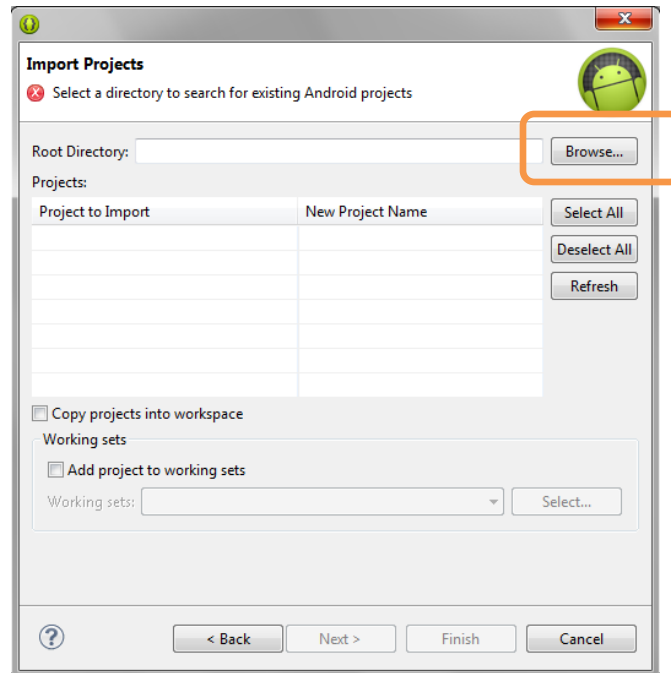 Import Projects
Select a directory to search for existing Android projects
Root Directory:
Browse...
Projects:
Project to Import New Project Name
Select All
Deselect All
Refresh
Copy projects into workspace
Working sets
Add project to working sets
Working sets:
Select...
?
< Back Next > Finish Cancel